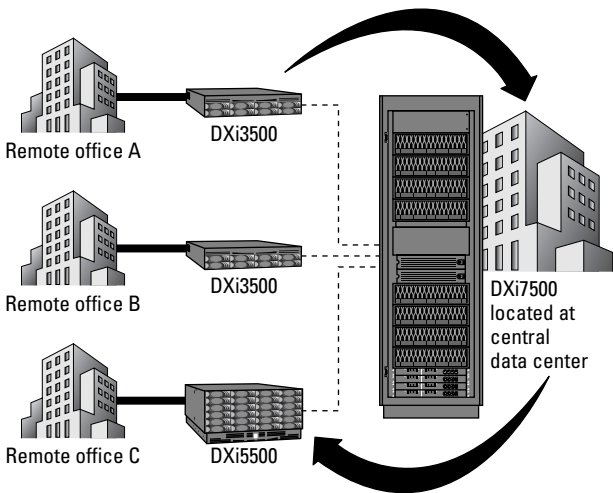 Remote office A
DXi3500
Remote office B
DXi3500
DXi7500
located at
central
data center
Remote office C
DXi5500